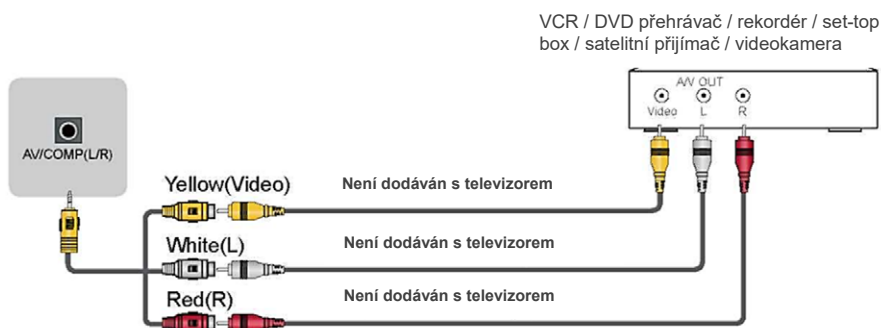 VCR / DVD přehrávač / rekordér / set-top
box / satelitní přijímač / videokamera
A/V OUT
Video L R
AV/COMP(L/R)
Yellow(Video) Není dodáván s televizorem
White(L) Není dodáván s televizorem
Red(R) Není dodáván s televizorem